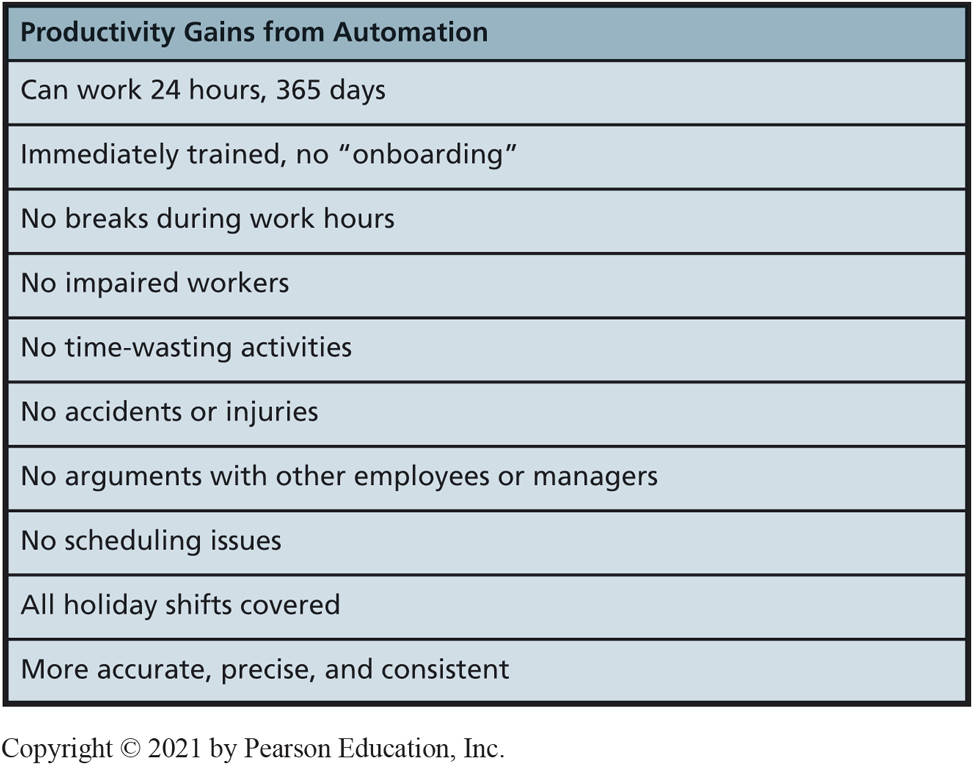 Productivity Gains from Automation
Can work 24 hours, 365 days
Immediately trained, no “onboarding”
No breaks during work hours
No impaired workers
No time-wasting activities
No accidents or injuries
No arguments with other employees or managers
No scheduling issues
All holiday shifts covered
More accurate, precise, and consistent
Copyright © 2021 by Pearson Education, Inc.